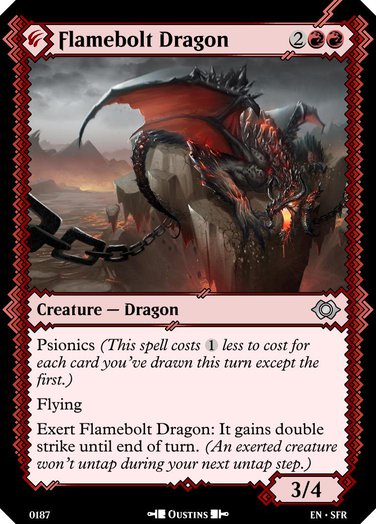 Flamebolt Dragon
2
Creature — Dragon
Psionics (This spell costs 1 less to cost for
each card you've drawn this turn except the
first.)
Flying
Exert Flamebolt Dragon: It gains double
strike until end of turn. (An exerted creature
won't untap during your next untap step.)
3/4
0187
Oustins
EN • SFR